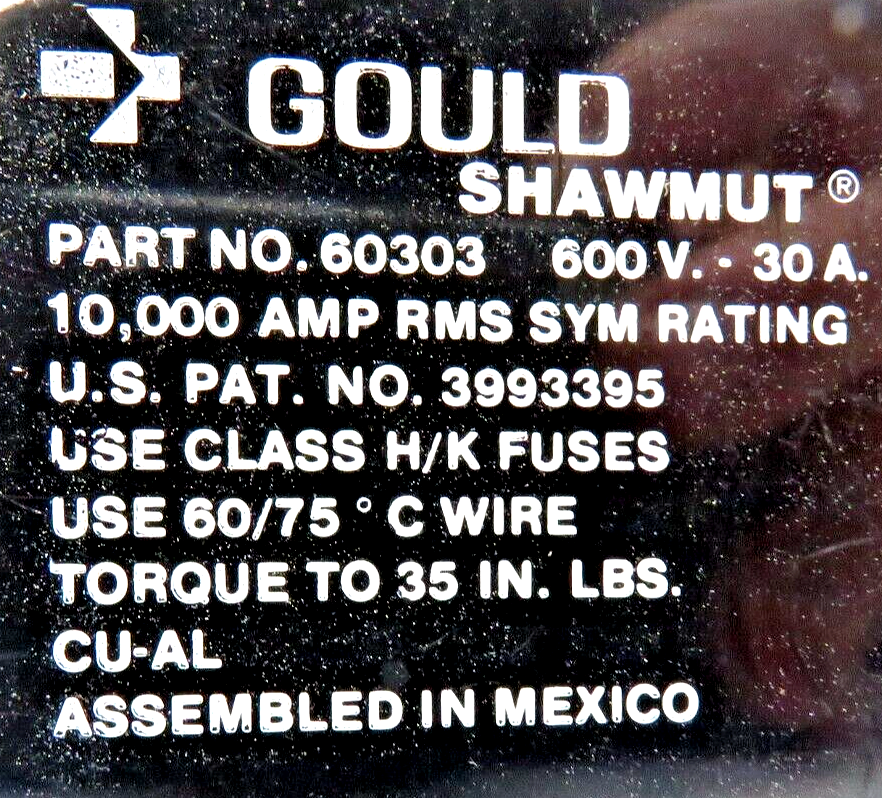 GOULD
SHAWMUT®
PART NO. 60303 600 V. - 30 A.
10,000 AMP RMS SYM RATING
U.S. PAT. NO. 3993395
USE CLASS H/K FUSES
USE 60/75 °C WIRE
TORQUE TO 35 IN. LBS.
CU-AL
ASSEMBLED IN MEXICO